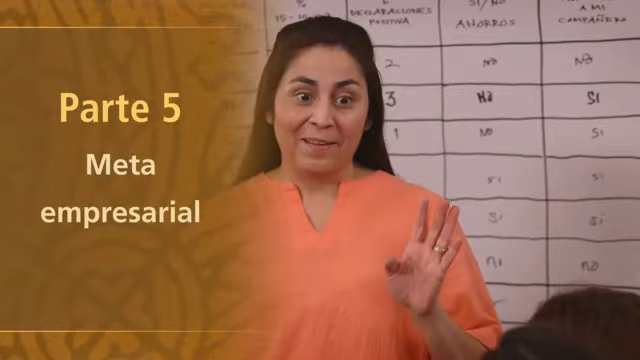 Parte 5
Meta
empresarial
%
DECLARACIONES
POSITIVA
SI/NO
AHORROS
A MI
COMPAÑERO
2
No
No
3
No
SI
1
No
Si
si
si
Si
Si
no